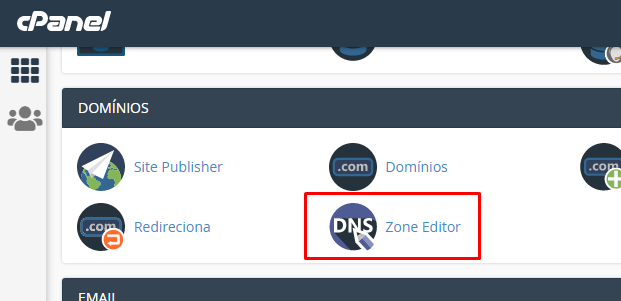 cPanel
DOMÍNIOS
.com
Site Publisher
.com
Domínios
.com
Redireciona
DNS
Zone Editor
EMAIL